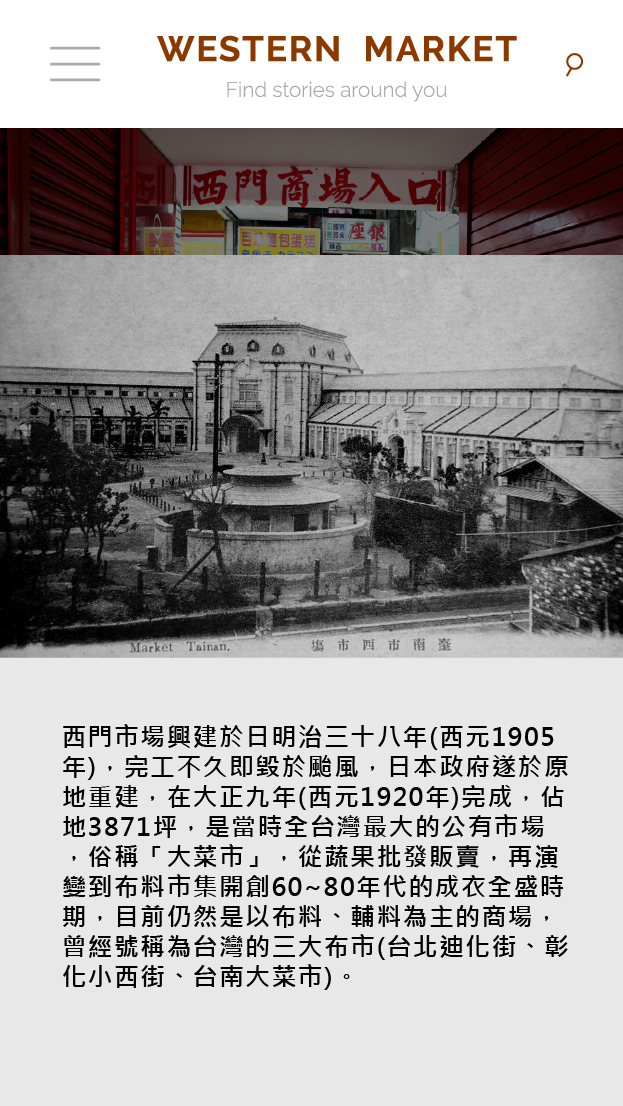 WESTERN MARKET
Find stories around you
西門商場入口
座銀
Market Tainan.
場市西市南臺
西門市場興建於日明治三十八年(西元1905
年)，完工不久即毀於颱風，日本政府遂於原
地重建，在大正九年(西元1920年)完成，佔
地3871坪，是當時全台灣最大的公有市場
，俗稱「大菜市」，從蔬果批發販賣，再演
變到布料市集開創60~80年代的成衣全盛時
期，目前仍然是以布料、輔料為主的商場，
曾經號稱為台灣的三大布市(台北迪化街、彰
化小西街、台南大菜市)。